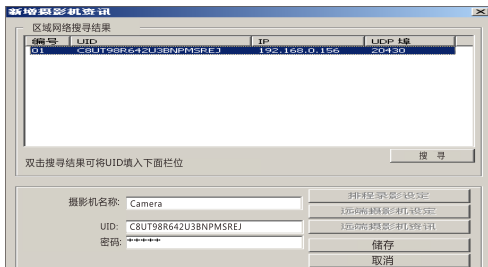 新增摄影机资讯
区域网络搜寻结果
编号 UID IP UDP 埠
01 C8UT98R642U3BNPMSREJ 192.168.0.156 20430
双击搜寻结果可将UID填入下面栏位
搜 寻
摄影机名称: Camera
UID: C8UT98R642U3BNPMSREJ
密码: *****
排程录影设定
远端摄影机设定
远端摄影机资讯
储存
取消